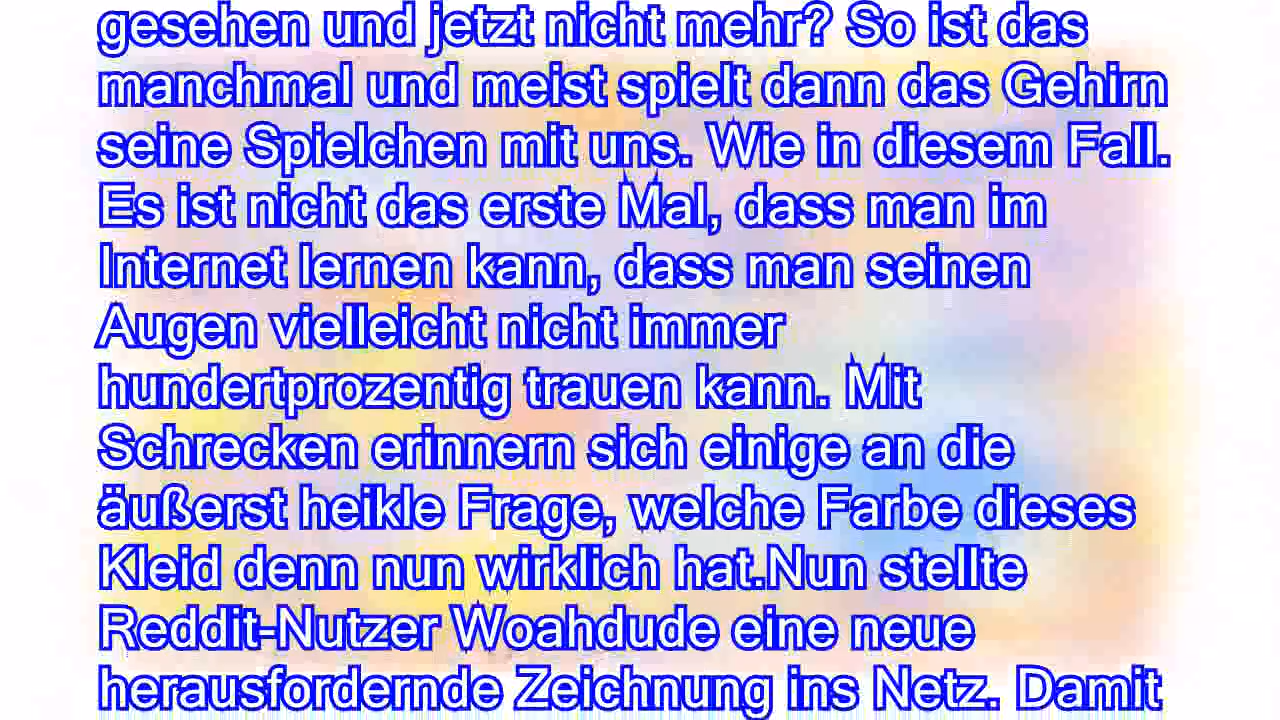 gesehen und jetzt nicht mehr? So ist das
manchmal und meist spielt dann das Gehirn
seine Spielchen mit uns. Wie in diesem Fall.
Es ist nicht das erste Mal, dass man im
Internet lernen kann, dass man seinen
Augen vielleicht nicht immer
hundertprozentig trauen kann. Mit
Schrecken erinnern sich einige an die
äußerst heikle Frage, welche Farbe dieses
Kleid denn nun wirklich hat.Nun stellte
Reddit-Nutzer Woahdude eine neue
herausfordernde Zeichnung ins Netz. Damit